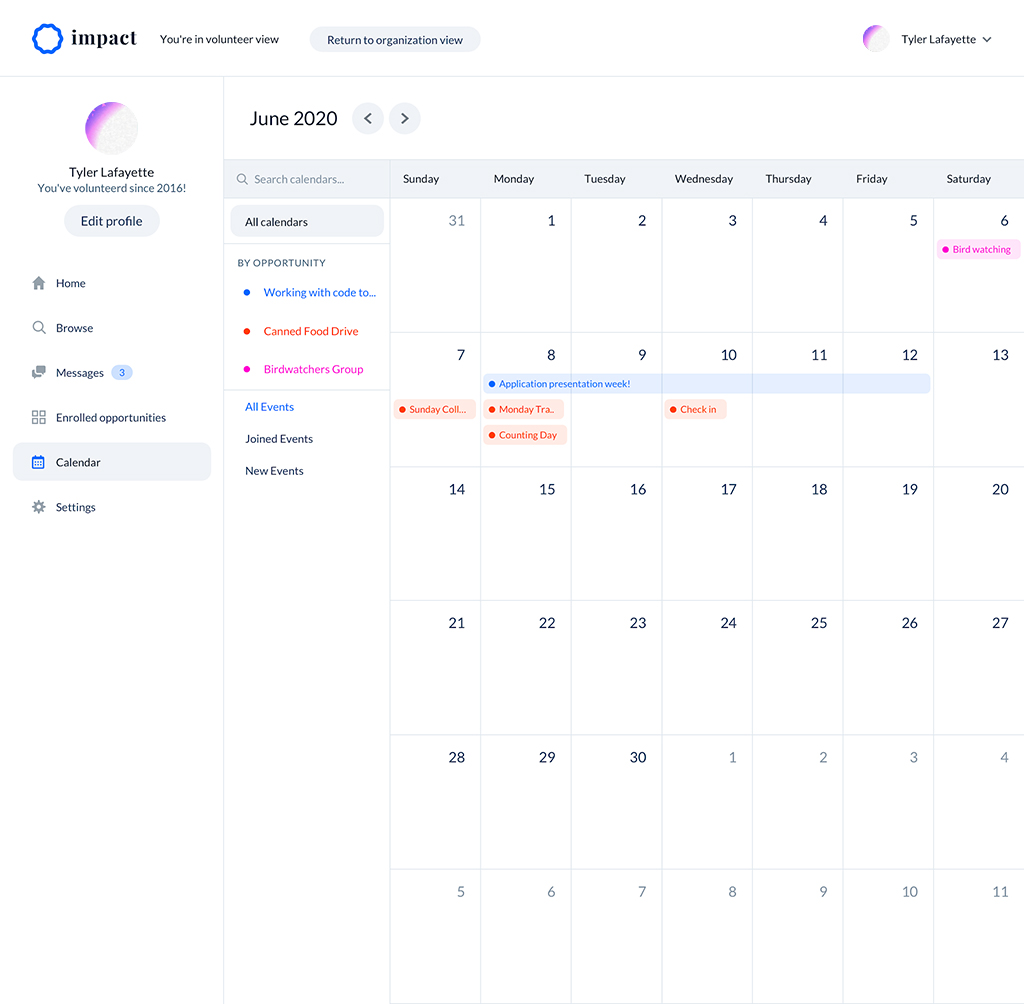 impact
You're in volunteer view
Return to organization view
Tyler Lafayette
Tyler Lafayette
You've volunteerd since 2016!
Edit profile
Home
Browse
Messages 3
Enrolled opportunities
Calendar
Settings
June 2020
Search calendars...
All calendars
BY OPPORTUNITY
Working with code to...
Canned Food Drive
Birdwatchers Group
All Events
Joined Events
New Events
Sunday Monday Tuesday Wednesday Thursday Friday Saturday
31 1 2 3 4 5 6
Bird watching
7 8 9 10 11 12 13
Application presentation week!
Sunday Coll... Monday Tra.. Check in
Counting Day
14 15 16 17 18 19 20
21 22 23 24 25 26 27
28 29 30 1 2 3 4
5 6 7 8 9 10 11